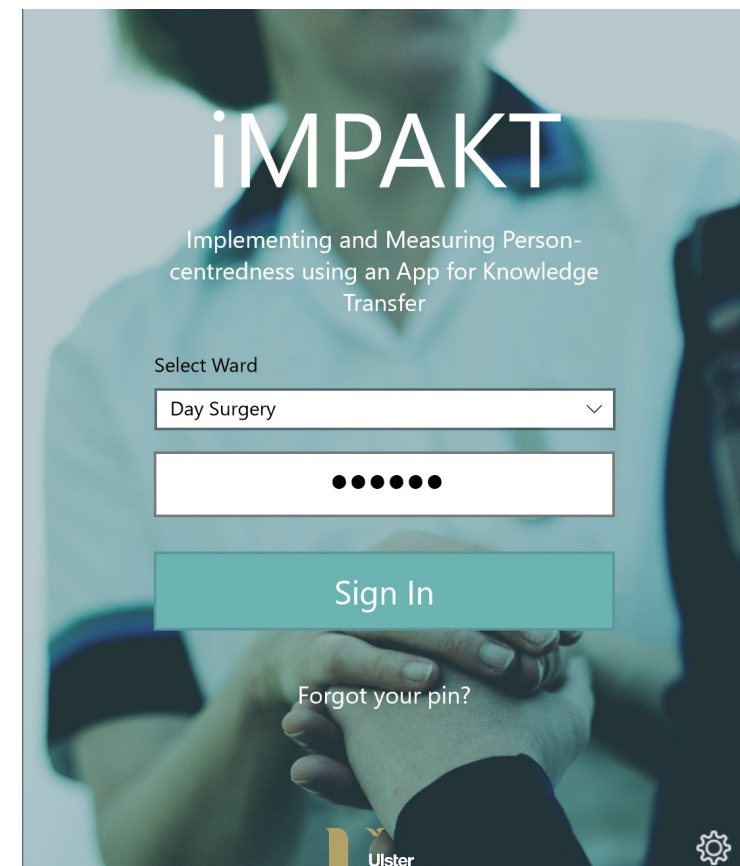 iMPAKT
Implementing and Measuring Person-
centredness using an App for Knowledge
Transfer
Select Ward
Day Surgery
●●●●●●
Sign In
Forgot your pin?
Ulster